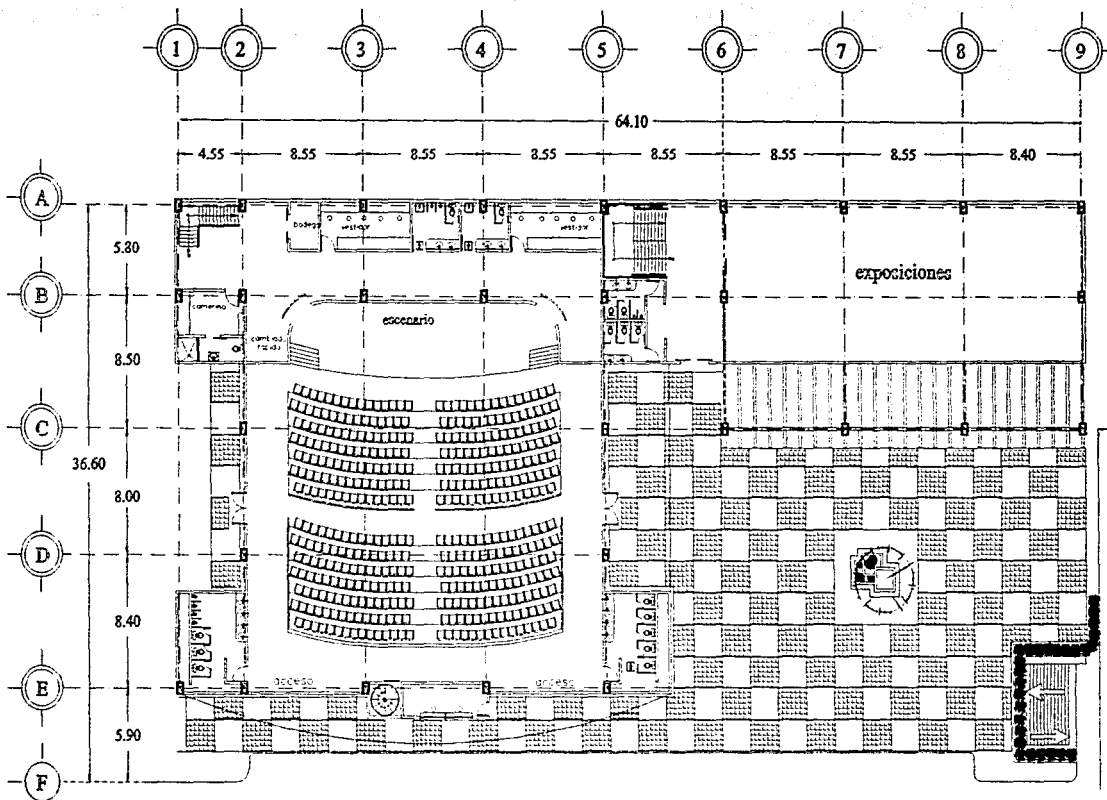 1 2 3 4 5 6 7 8 9
64.10
4.55 8.55 8.55 8.55 8.55 8.55 8.55 8.40
A
5.80
bodega
vestidor
vestidor
exposiciones
B
camerino
escenario
8.50
C
36.60
8.00
D
8.40
E
acceso
acceso
5.90
F